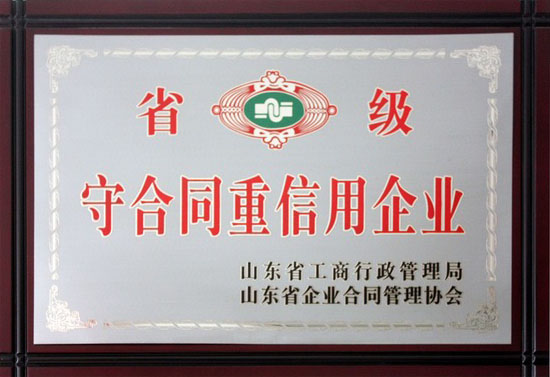 省 级
守合同重信用企业
山东省工商行政管理局
山东省企业合同管理协会